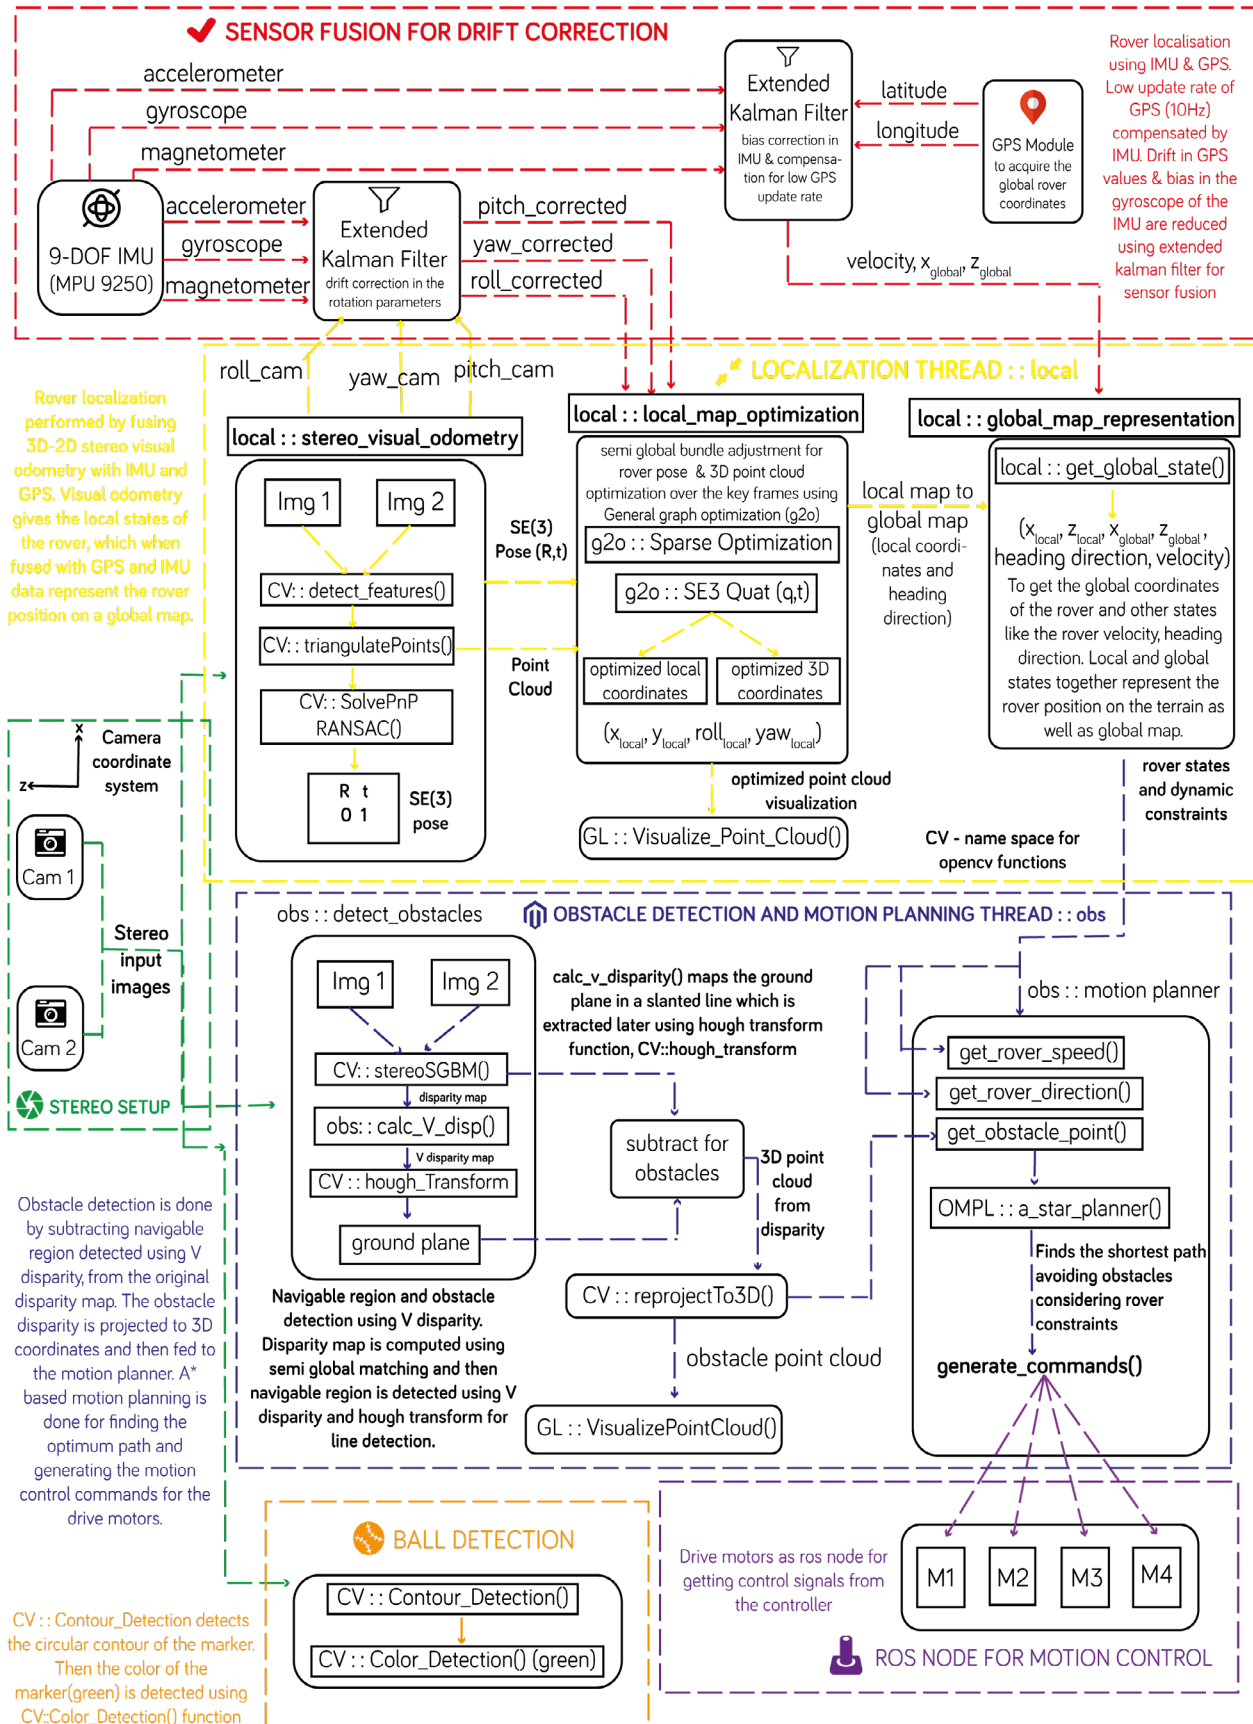 SENSOR FUSION FOR DRIFT CORRECTION
accelerometer
gyroscope
magnetometer
Extended
Kalman Filter
bias correction in
IMU & compensa-
tion for low GPS
update rate
latitude
longitude
GPS Module
to acquire the
global rover
coordinates
Rover localisation
using IMU & GPS.
Low update rate of
GPS (10Hz)
compensated by
IMU. Drift in GPS
values & bias in the
gyroscope of the
IMU are reduced
using extended
kalman filter for
sensor fusion
9-DOF IMU
(MPU 9250)
accelerometer
gyroscope
magnetometer
Extended
Kalman Filter
drift correction in the
rotation parameters
pitch_corrected
yaw_corrected
roll_corrected
velocity, x_global, z_global
roll_cam
yaw_cam
pitch_cam
LOCALIZATION THREAD : : local
Rover localization
performed by fusing
3D-2D stereo visual
odometry with IMU and
GPS. Visual odometry
gives the local states of
the rover, which when
fused with GPS and IMU
data represent the rover
position on a global map.
local : : stereo_visual_odometry
Img 1
Img 2
CV: : detect_features()
CV: : triangulatePoints()
CV: : SolvePnP
RANSAC()
R t
0 1
SE(3)
pose
SE(3)
Pose (R,t)
Point
Cloud
local : : local_map_optimization
semi global bundle adjustment for
rover pose & 3D point cloud
optimization over the key frames using
General graph optimization (g2o)
g2o : : Sparse Optimization
g2o : : SE3 Quat (q,t)
optimized local
coordinates
optimized 3D
coordinates
(x_local, y_local, roll_local, yaw_local)
optimized point cloud
visualization
GL : : Visualize_Point_Cloud()
local map to
global map
(local coordi-
nates and
heading
direction)
local : : global_map_representation
local : : get_global_state()
(x_local, z_local, x_global, z_global,
heading direction, velocity)
To get the global coordinates
of the rover and other states
like the rover velocity, heading
direction. Local and global
states together represent the
rover position on the terrain as
well as global map.
rover states
and dynamic
constraints
CV - name space for
opencv functions
x
z
Camera
coordinate
system
Cam 1
Stereo
input
images
Cam 2
STEREO SETUP
obs : : detect_obstacles
OBSTACLE DETECTION AND MOTION PLANNING THREAD : : obs
Img 1
Img 2
CV: : stereoSGBM()
disparity map
obs: : calc_V_disp()
V disparity map
CV : : hough_Transform
ground plane
Navigable region and obstacle
detection using V disparity.
Disparity map is computed using
semi global matching and then
navigable region is detected using V
disparity and hough transform for
line detection.
calc_v_disparity() maps the ground
plane in a slanted line which is
extracted later using hough transform
function, CV::hough_transform
subtract for
obstacles
3D point
cloud
from
disparity
CV : : reprojectTo3D()
obstacle point cloud
GL : : VisualizePointCloud()
obs : : motion planner
get_rover_speed()
get_rover_direction()
get_obstacle_point()
OMPL : : a_star_planner()
Finds the shortest path
avoiding obstacles
considering rover
constraints
generate_commands()
Obstacle detection is done
by subtracting navigable
region detected using V
disparity, from the original
disparity map. The obstacle
disparity is projected to 3D
coordinates and then fed to
the motion planner. A*
based motion planning is
done for finding the
optimum path and
generating the motion
control commands for the
drive motors.
BALL DETECTION
CV : : Contour_Detection()
CV : : Color_Detection() (green)
CV : : Contour_Detection detects
the circular contour of the marker.
Then the color of the
marker(green) is detected using
CV::Color_Detection() function
Drive motors as ros node for
getting control signals from
the controller
M1
M2
M3
M4
ROS NODE FOR MOTION CONTROL